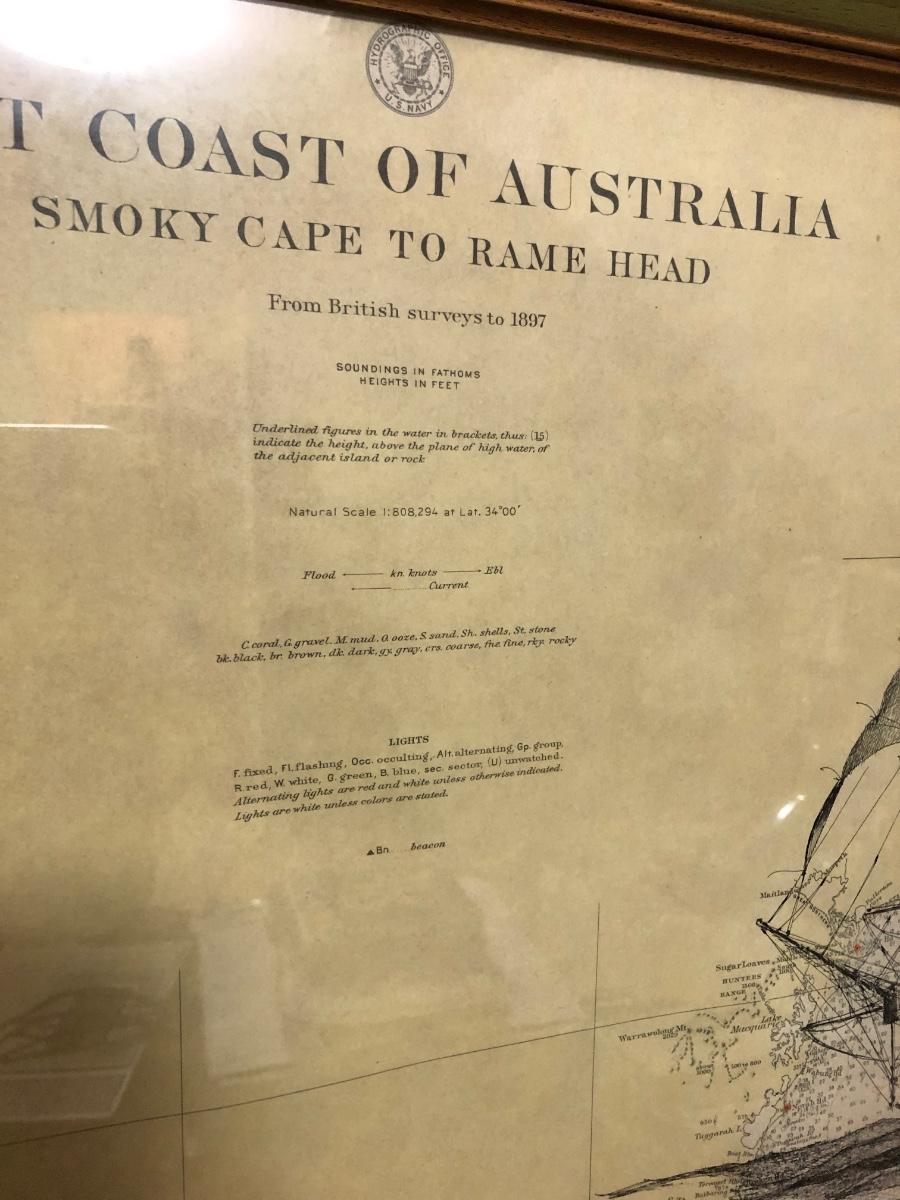 HYDROGRAPHIC OFFICE
U.S. NAVY
T COAST OF AUSTRALIA
SMOKY CAPE TO RAME HEAD
From British surveys to 1897
SOUNDINGS IN FATHOMS
HEIGHTS IN FEET
Underlined figures in the water in brackets, thus: (15)
indicate the height, above the plane of high water, of
the adjacent island or rock
Natural Scale 1:808,294 at Lat. 34°00′
Flood kn. knots Ebl
Current
C. coral, G. gravel, M. mud, O. ooze, S. sand, Sh. shells, St. stone
bk. black, br. brown, dk. dark, gy. gray, crs. coarse, fne. fine, rky. rocky
LIGHTS
F. fixed, Fl. flashing, Occ. occulting, Alt. alternating, Gp. group,
R. red, W. white, G. green, B. blue, sec. sector, (U) unwatched.
Alternating lights are red and white unless otherwise indicated.
Lights are white unless colors are stated.
Bn. beacon
Maitland
Sugar Loaves
HUNTERS
RANGE
Lake
Macquarie
Warrawolong Mt.
Tuggarah L.